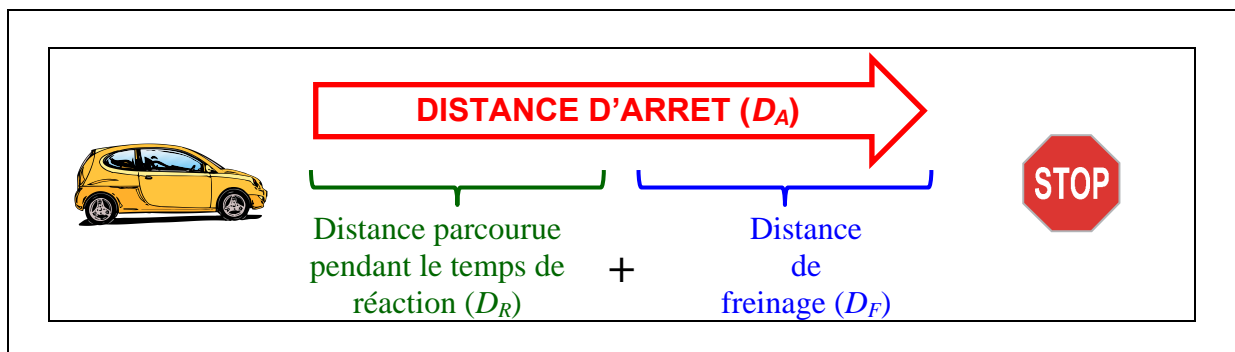 DISTANCE D'ARRET (DA)
STOP
Distance parcourue
pendant le temps de
réaction (DR)
+
Distance
de
freinage (DF)